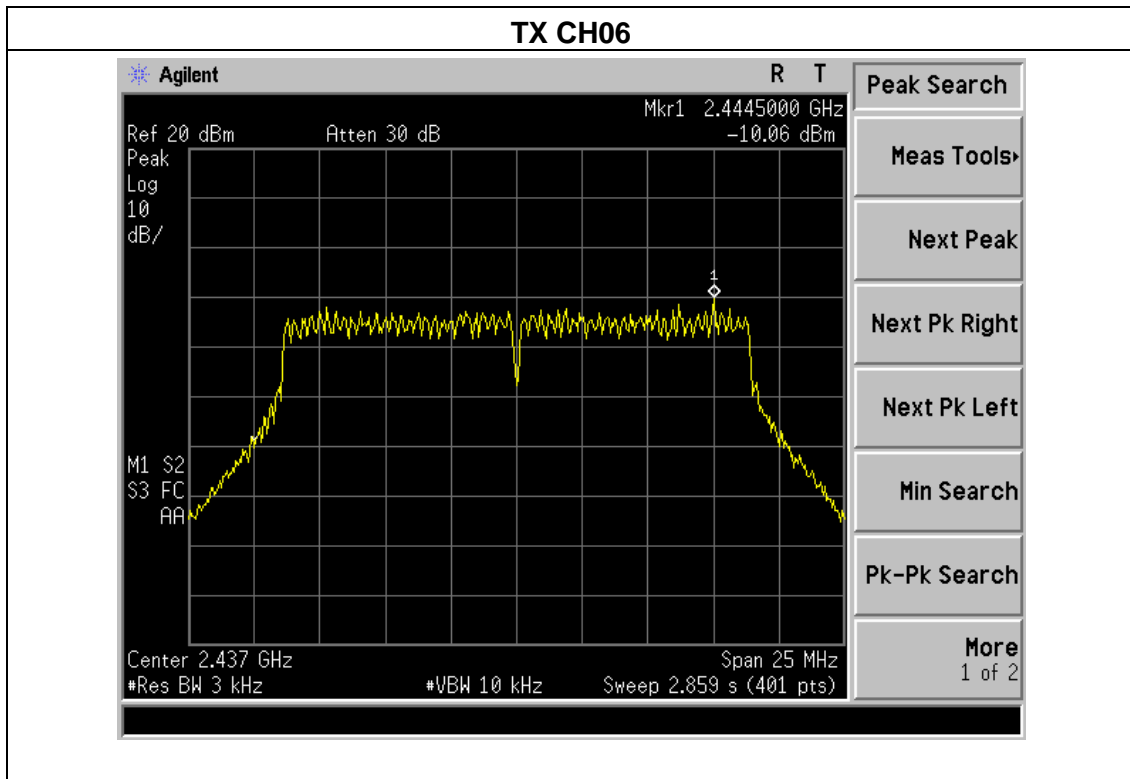 TX CH06
Agilent
R T
Mkr1 2.4445000 GHz
Ref 20 dBm Atten 30 dB -10.06 dBm
Peak
Log
10
dB/
1
M1 S2
S3 FC
AA
Center 2.437 GHz Span 25 MHz
#Res BW 3 kHz #VBW 10 kHz Sweep 2.859 s (401 pts)
Peak Search
Meas Tools
Next Peak
Next Pk Right
Next Pk Left
Min Search
Pk-Pk Search
More
1 of 2